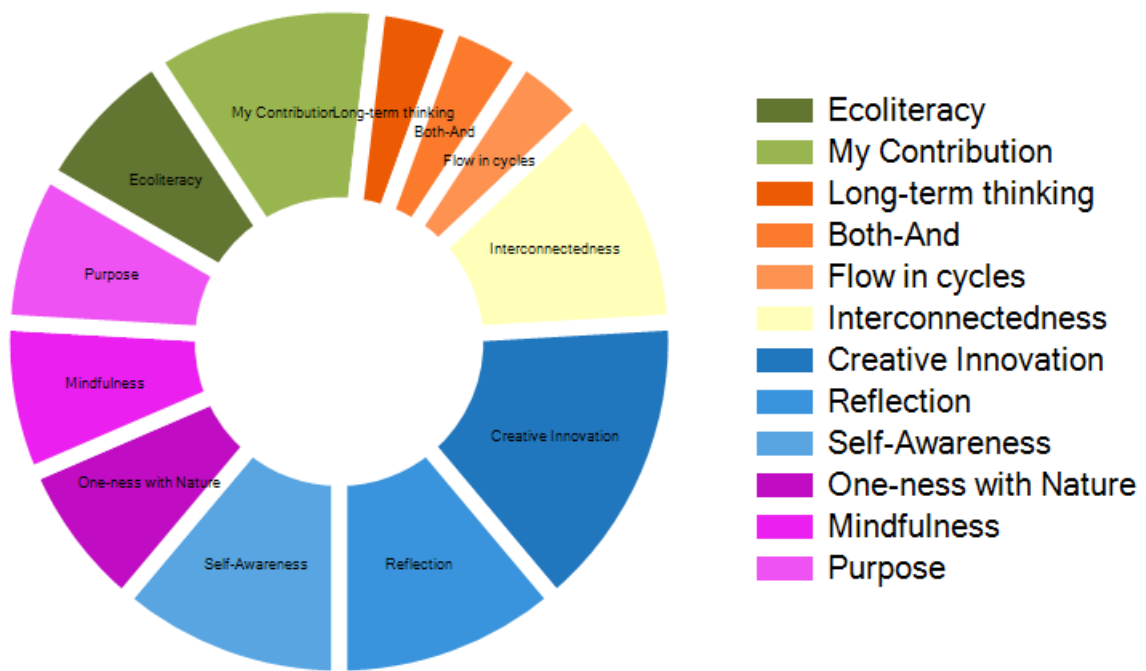 My Contribution
Long-term thinking
Both-And
Flow in cycles
Ecoliteracy
Interconnectedness
Purpose
Mindfulness
Creative Innovation
One-ness with Nature
Self-Awareness
Reflection
Ecoliteracy
My Contribution
Long-term thinking
Both-And
Flow in cycles
Interconnectedness
Creative Innovation
Reflection
Self-Awareness
One-ness with Nature
Mindfulness
Purpose